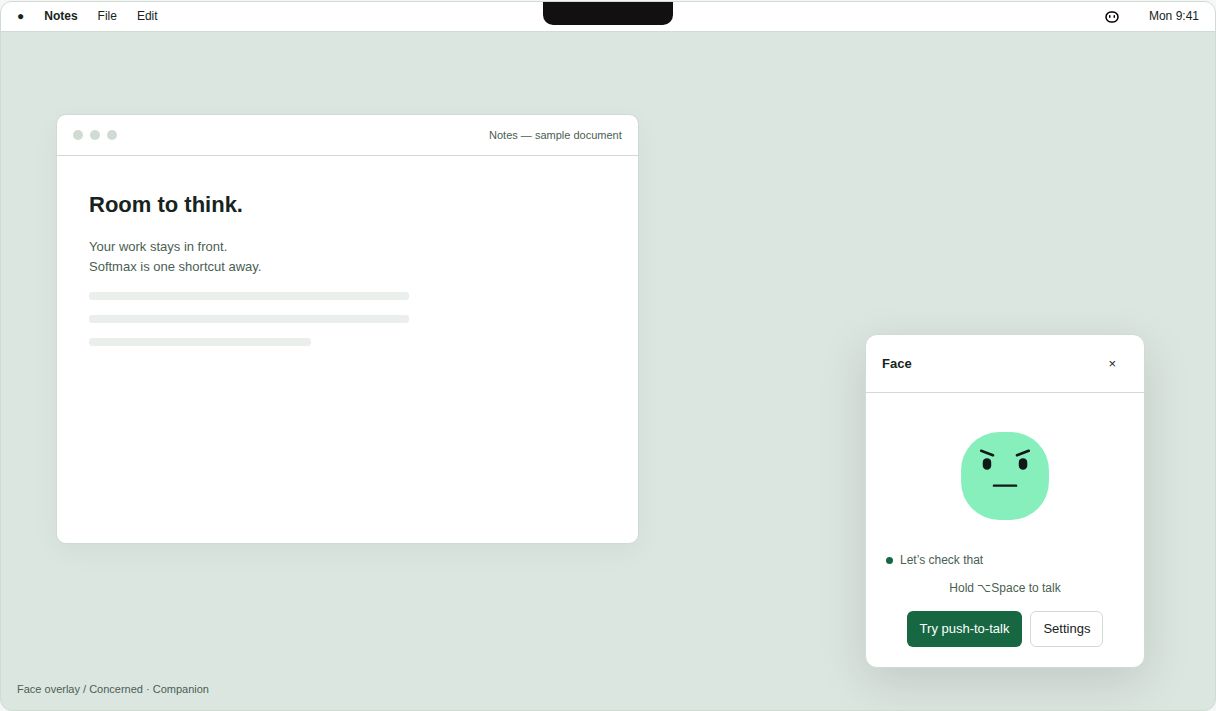 Notes File Edit
Mon 9:41
Notes — sample document
Room to think.
Your work stays in front.
Softmax is one shortcut away.
Face ×
Let's check that
Hold ⌥Space to talk
Try push-to-talk Settings
Face overlay / Concerned · Companion